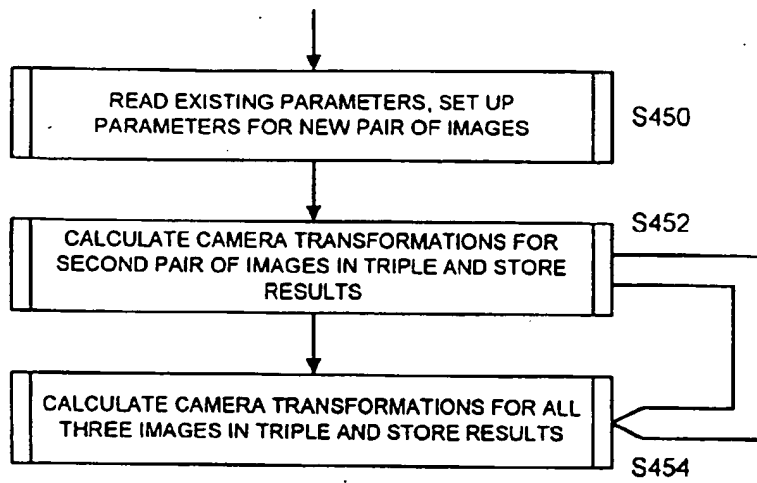 READ EXISTING PARAMETERS, SET UP
PARAMETERS FOR NEW PAIR OF IMAGES
S450
S452
CALCULATE CAMERA TRANSFORMATIONS FOR
SECOND PAIR OF IMAGES IN TRIPLE AND STORE
RESULTS
CALCULATE CAMERA TRANSFORMATIONS FOR ALL
THREE IMAGES IN TRIPLE AND STORE RESULTS
S454